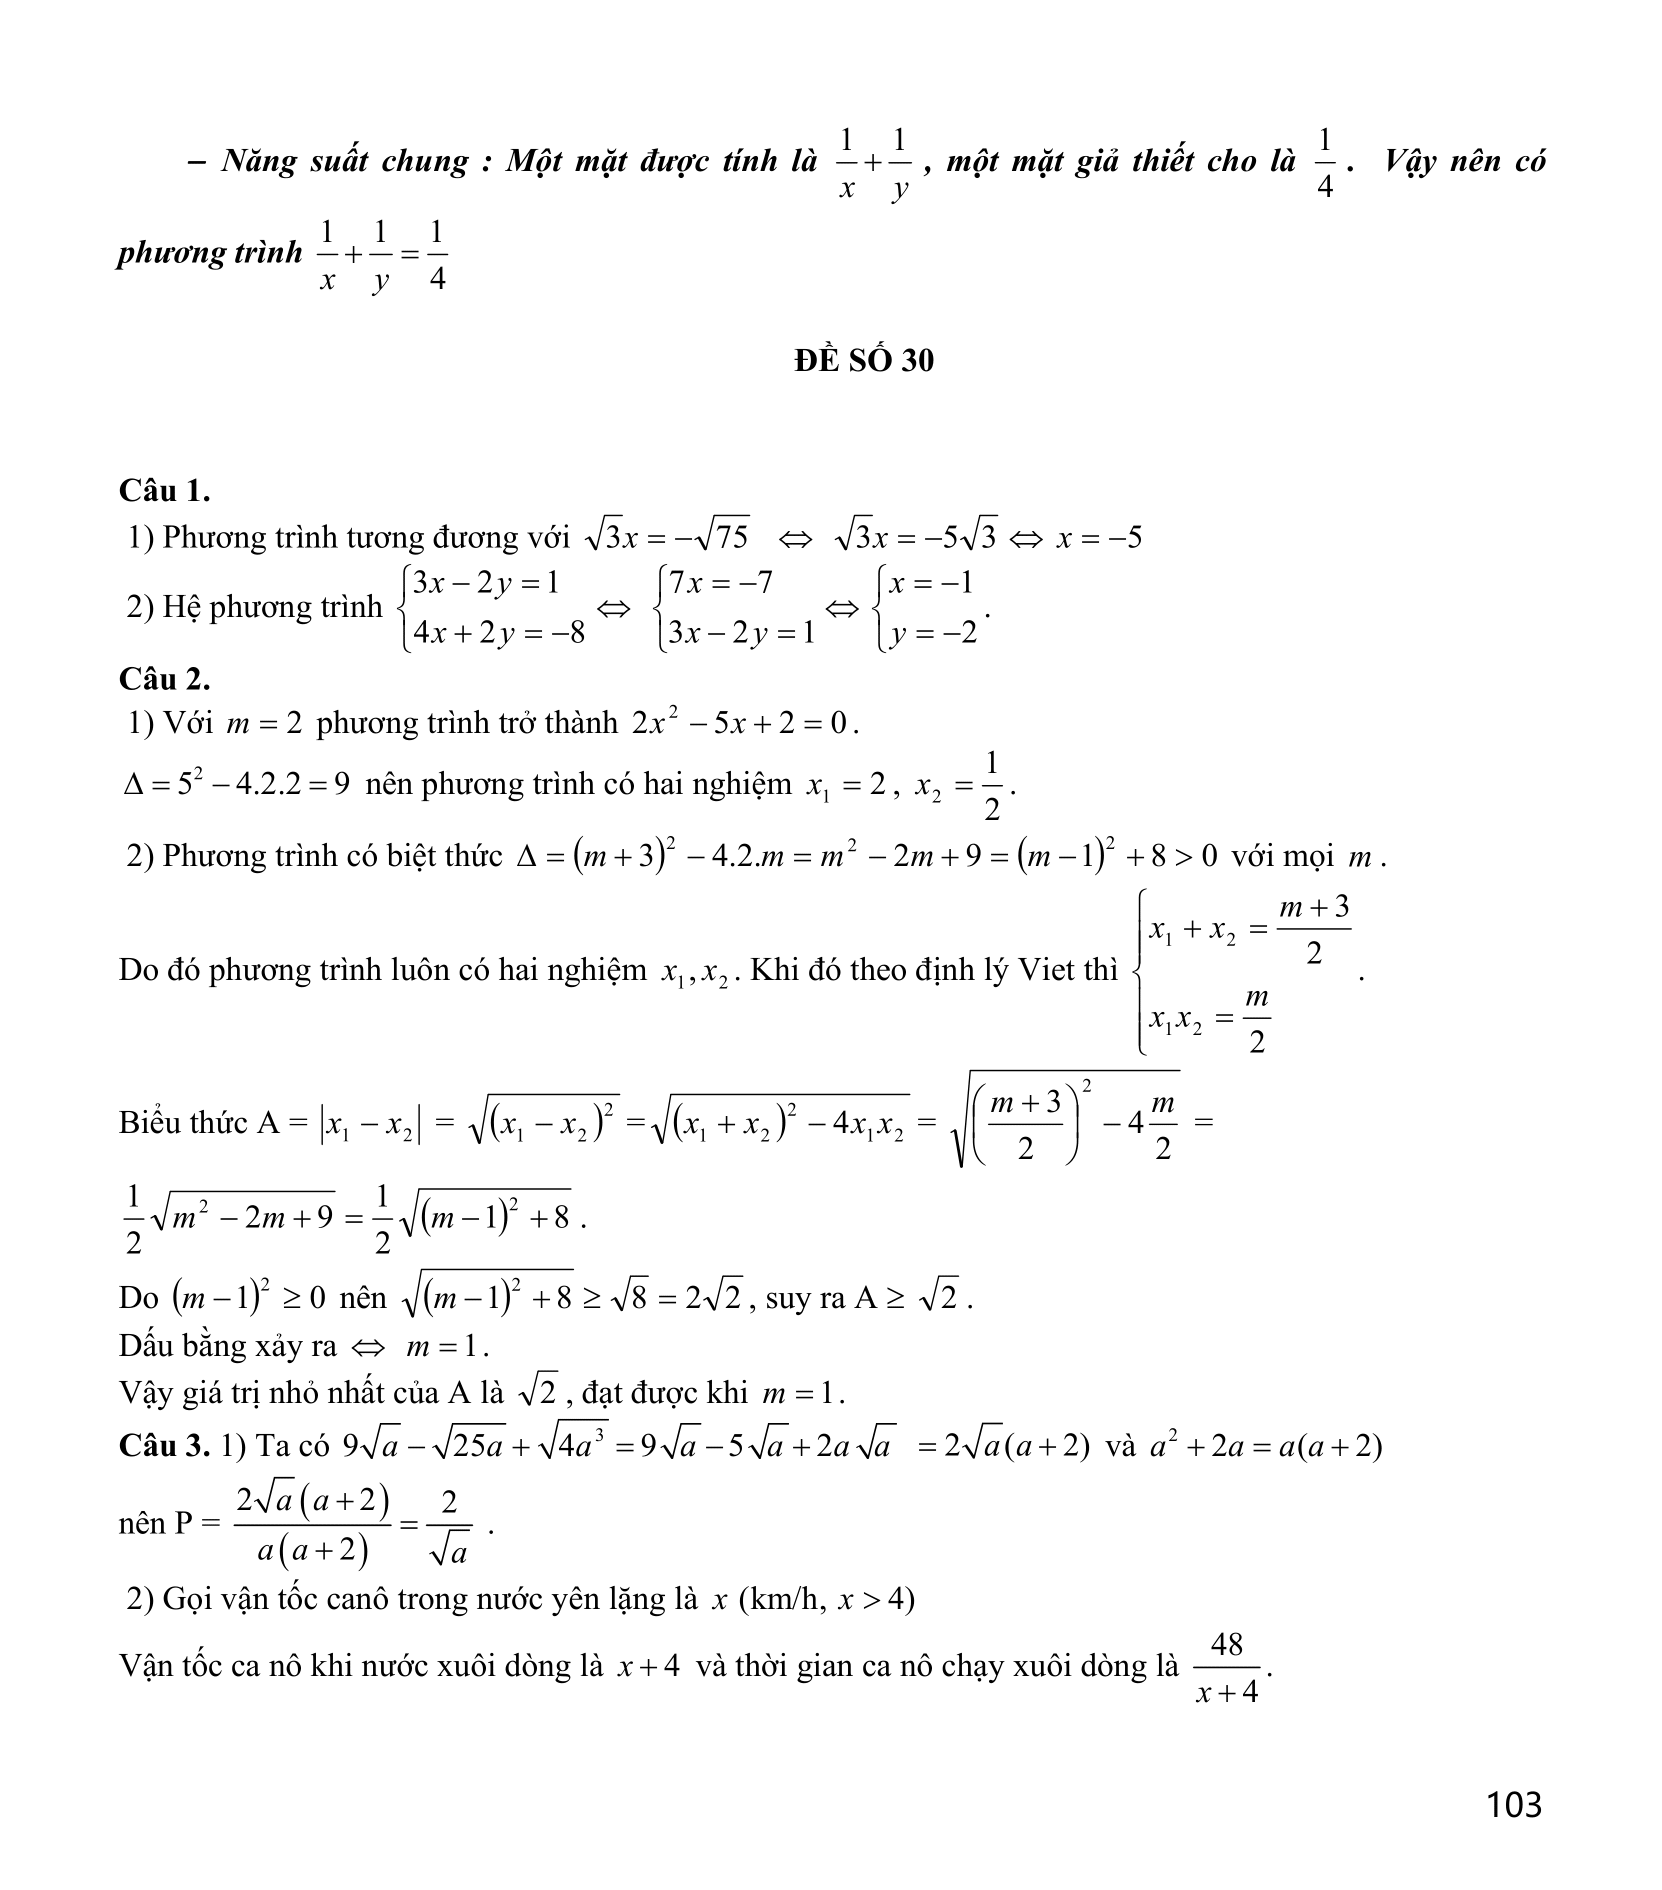 – Năng suất chung : Một mặt được tính là $\frac{1}{x}+\frac{1}{y}$ , một mặt giả thiết cho là $\frac{1}{4}$ . Vậy nên có
phương trình $\frac{1}{x}+\frac{1}{y}=\frac{1}{4}$
ĐỀ SỐ 30
Câu 1.
1) Phương trình tương đương với $\sqrt{3}x=-\sqrt{75}$ ⇔ $\sqrt{3}x=-5\sqrt{3}$ ⇔ $x=-5$
2) Hệ phương trình $\begin{cases}3x-2y=1\\4x+2y=-8\end{cases}$ ⇔ $\begin{cases}7x=-7\\3x-2y=1\end{cases}$ ⇔ $\begin{cases}x=-1\\y=-2\end{cases}$.
Câu 2.
1) Với $m=2$ phương trình trở thành $2x^2-5x+2=0$.
$\Delta=5^2-4.2.2=9$ nên phương trình có hai nghiệm $x_1=2$, $x_2=\frac{1}{2}$.
2) Phương trình có biệt thức $\Delta=(m+3)^2-4.2.m=m^2-2m+9=(m-1)^2+8>0$ với mọi $m$ .
Do đó phương trình luôn có hai nghiệm $x_1,x_2$. Khi đó theo định lý Viet thì $\begin{cases}x_1+x_2=\frac{m+3}{2}\\x_1x_2=\frac{m}{2}\end{cases}$.
Biểu thức A = $|x_1-x_2|$ = $\sqrt{(x_1-x_2)^2}$ = $\sqrt{(x_1+x_2)^2-4x_1x_2}$ = $\sqrt{\left(\frac{m+3}{2}\right)^2-4\frac{m}{2}}$ =
$\frac{1}{2}\sqrt{m^2-2m+9}=\frac{1}{2}\sqrt{(m-1)^2+8}$ .
Do $(m-1)^2\geq 0$ nên $\sqrt{(m-1)^2+8}\geq\sqrt{8}=2\sqrt{2}$, suy ra A ≥ $\sqrt{2}$ .
Dấu bằng xảy ra ⇔ $m=1$.
Vậy giá trị nhỏ nhất của A là $\sqrt{2}$ , đạt được khi $m=1$.
Câu 3. 1) Ta có $9\sqrt{a}-\sqrt{25a}+\sqrt{4a^3}=9\sqrt{a}-5\sqrt{a}+2a\sqrt{a}$ $=2\sqrt{a}(a+2)$ và $a^2+2a=a(a+2)$
nên P = $\frac{2\sqrt{a}(a+2)}{a(a+2)}=\frac{2}{\sqrt{a}}$ .
2) Gọi vận tốc canô trong nước yên lặng là $x$ (km/h, $x>4$)
Vận tốc ca nô khi nước xuôi dòng là $x+4$ và thời gian ca nô chạy xuôi dòng là $\frac{48}{x+4}$.
103